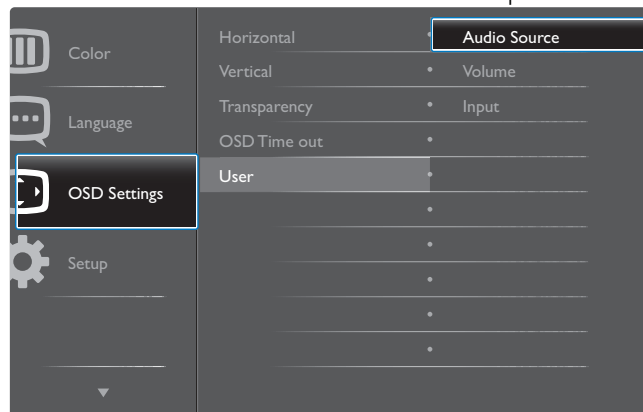 Color
Language
OSD Settings
Setup
Horizontal
Vertical
Transparency
OSD Time out
User
Audio Source
Volume
Input